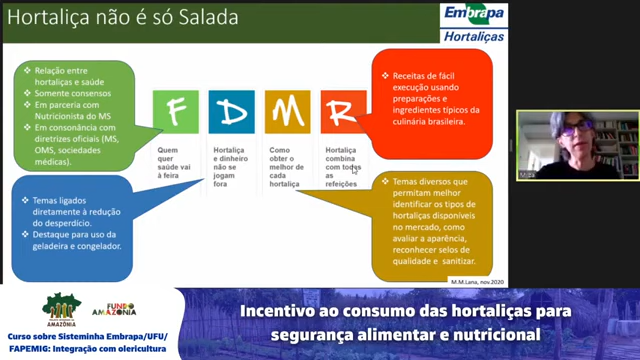 Hortaliça não é só Salada
Embrapa
Hortaliças
❖ Relação entre
hortaliças e saúde
❖ Somente consensos
❖ Em parceria com
Nutricionista do MS
❖ Em consonância com
diretrizes oficiais (MS,
OMS, sociedades
médicas).
F D M R
Quem
quer
saúde vai
à feira
Hortaliça
e dinheiro
não se
jogam
fora
Como
obter o
melhor de
cada
hortaliça
Hortaliça
combina
com todas
as
refeições
❖ Receitas de fácil
execução usando
preparações e
ingredientes típicos da
culinária brasileira.
❖ Temas ligados
diretamente à redução
do desperdício.
❖ Destaque para uso da
geladeira e congelador.
❖ Temas diversos que
permitam melhor
identificar os tipos de
hortaliças disponíveis
no mercado, como
avaliar a aparência,
reconhecer selos de
qualidade e sanitizar.
M.M.Lana, nov.2020
AMAZÔNIA
FUNDO
AMAZÔNIA
Curso sobre Sisteminha Embrapa/UFU/
FAPEMIG: Integração com olericultura
Incentivo ao consumo das hortaliças para
segurança alimentar e nutricional